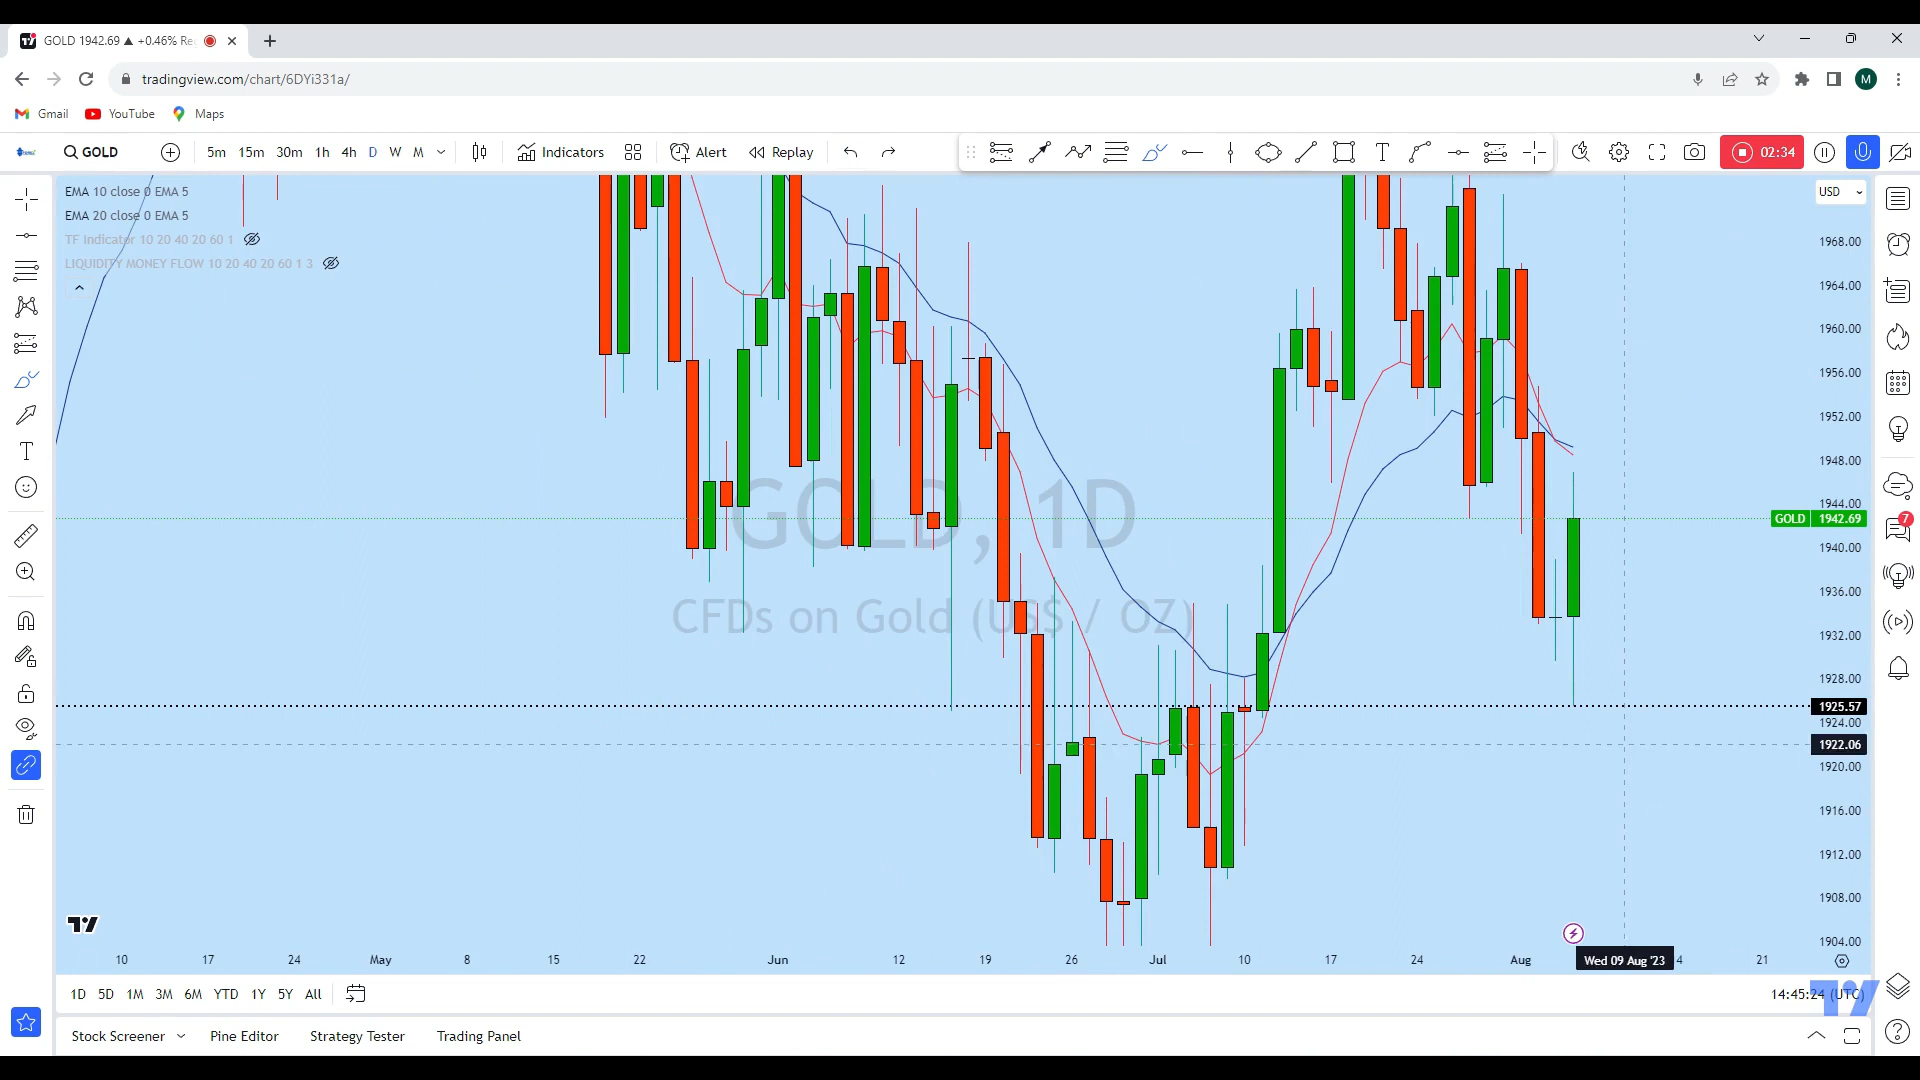 GOLD 1942.69 ▲ +0.46% Re
tradingview.com/chart/6DYi331a/
M
Gmail YouTube Maps
GOLD 5m 15m 30m 1h 4h D W M Indicators Alert Replay 02:34
EMA 10 close 0 EMA 5
EMA 20 close 0 EMA 5
TF Indicator 10 20 40 20 60 1
LIQUIDITY MONEY FLOW 10 20 40 20 60 1 3
USD
1968.00
1964.00
1960.00
1956.00
1952.00
1948.00
1944.00
GOLD 1942.69
1940.00
1936.00
1932.00
1928.00
1925.57
1924.00
1922.06
1920.00
1916.00
1912.00
1908.00
1904.00
7
GOLD, 1D
CFDs on Gold (US$ / OZ)
10 17 24 May 8 15 22 Jun 12 19 26 Jul 10 17 24 Aug Wed 09 Aug '23 4 21
1D 5D 1M 3M 6M YTD 1Y 5Y All
14:45:24 (UTC)
Stock Screener Pine Editor Strategy Tester Trading Panel